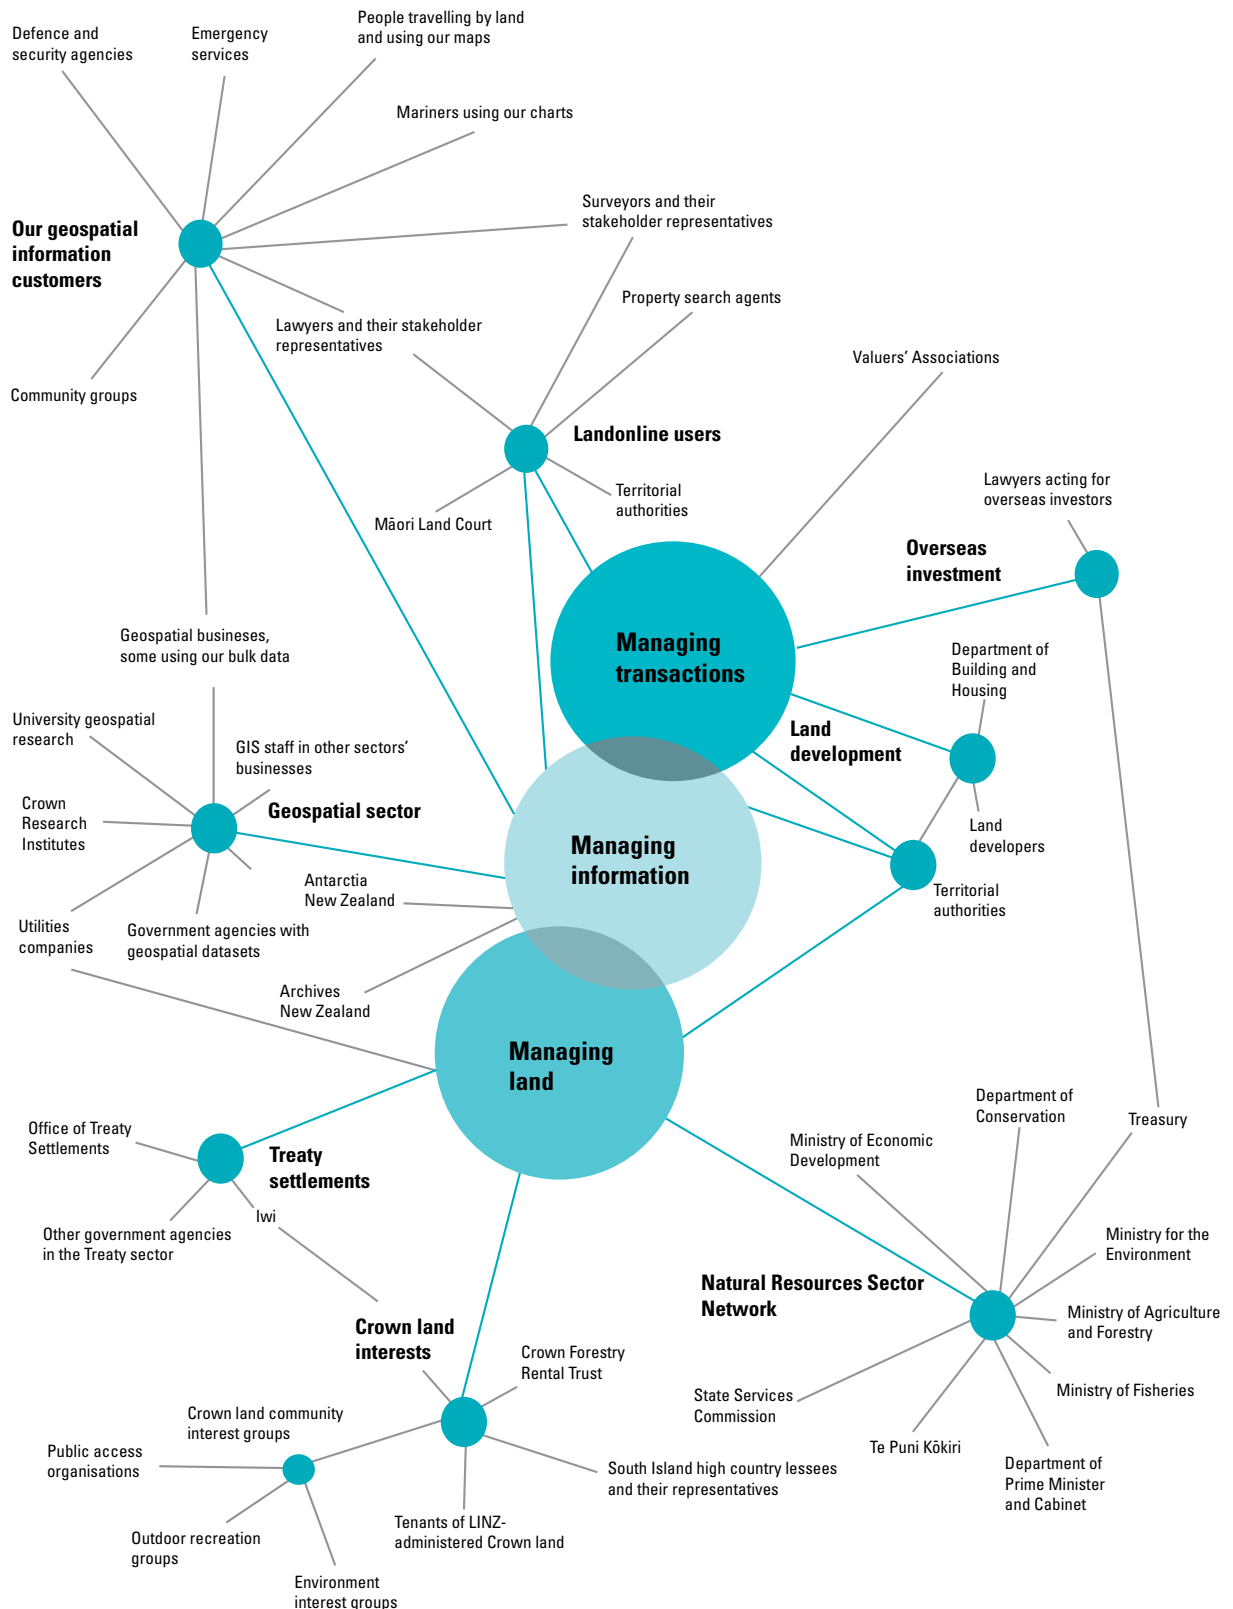 People travelling by land
and using our maps
Defence and
security agencies
Emergency
services
Mariners using our charts
Surveyors and their
stakeholder representatives
Our geospatial
information
customers
Property search agents
Lawyers and their stakeholder
representatives
Valuers’ Associations
Community groups
Landonline users
Lawyers acting for
overseas investors
Territorial
authorities
Māori Land Court
Overseas
investment
Geospatial busineses,
some using our bulk data
Managing
transactions
Department of
Building and
Housing
University geospatial
research
Land
development
GIS staff in other sectors’
businesses
Crown
Research
Institutes
Geospatial sector
Land
developers
Managing
information
Antarctia
New Zealand
Territorial
authorities
Utilities
companies
Government agencies with
geospatial datasets
Archives
New Zealand
Managing
land
Department of
Conservation
Treasury
Office of Treaty
Settlements
Ministry of Economic
Development
Treaty
settlements
Iwi
Other government agencies
in the Treaty sector
Ministry for the
Environment
Natural Resources Sector
Network
Ministry of Agriculture
and Forestry
Crown land
interests
Crown Forestry
Rental Trust
Ministry of Fisheries
State Services
Commission
Crown land community
interest groups
Te Puni Kōkiri
Public access
organisations
South Island high country lessees
and their representatives
Department of
Prime Minister
and Cabinet
Tenants of LINZ-
administered Crown land
Outdoor recreation
groups
Environment
interest groups